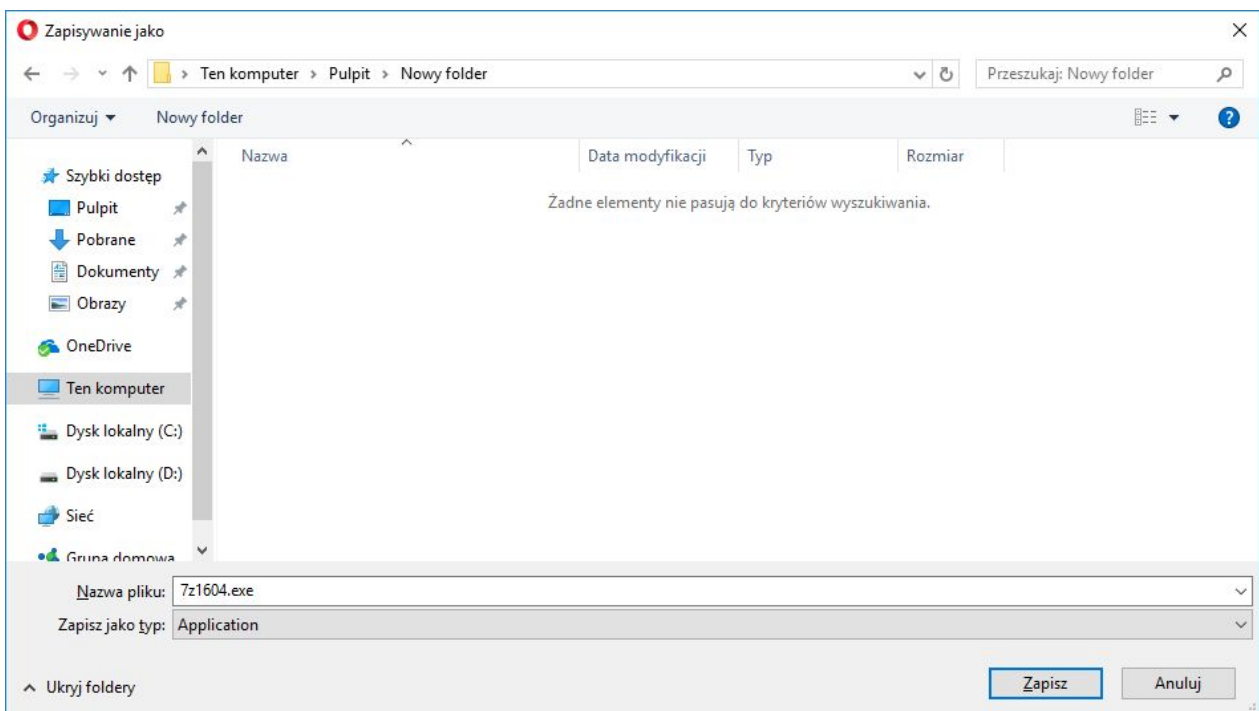 Zapisywanie jako
Ten komputer > Pulpit > Nowy folder
Przeszukaj: Nowy folder
Organizuj
Nowy folder
Nazwa
Data modyfikacji
Typ
Rozmiar
Żadne elementy nie pasują do kryteriów wyszukiwania.
Szybki dostęp
Pulpit
Pobrane
Dokumenty
Obrazy
OneDrive
Ten komputer
Dysk lokalny (C:)
Dysk lokalny (D:)
Sieć
Grupa domowa
Nazwa pliku: 7z1604.exe
Zapisz jako typ: Application
Ukryj foldery
Zapisz
Anuluj